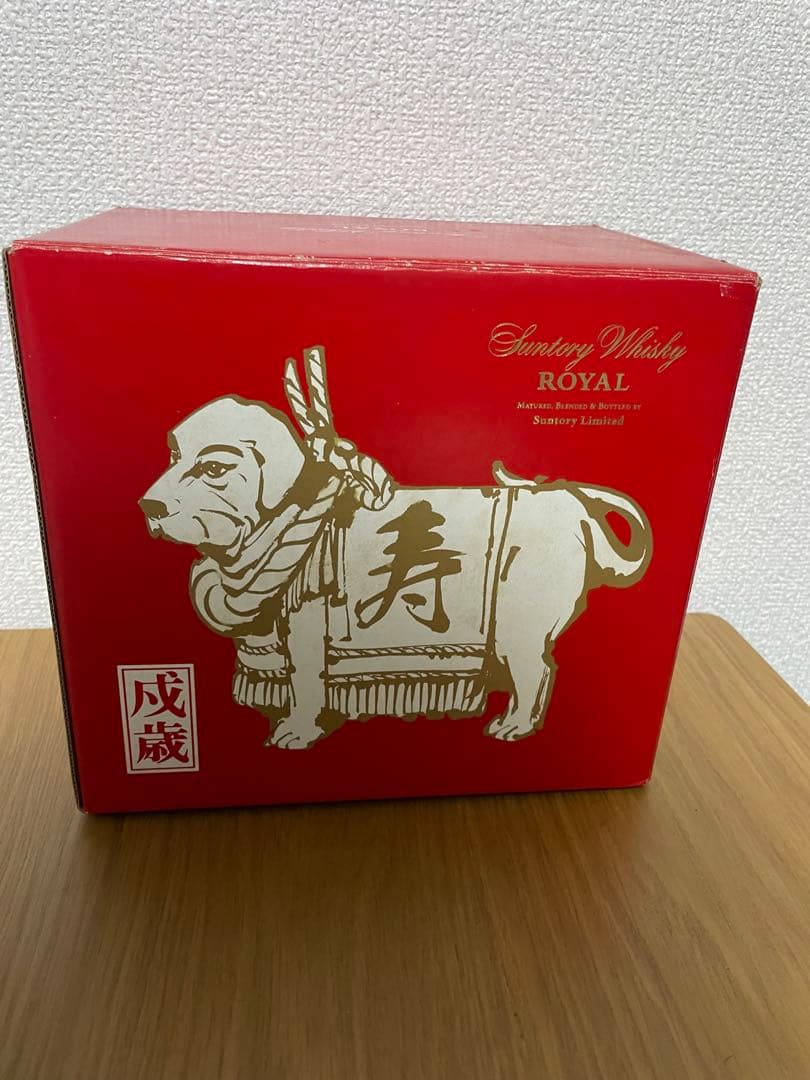 Suntory Whisky
ROYAL
MATURED, BLENDED & BOTTLED BY
Suntory Limited
寿
戌歳